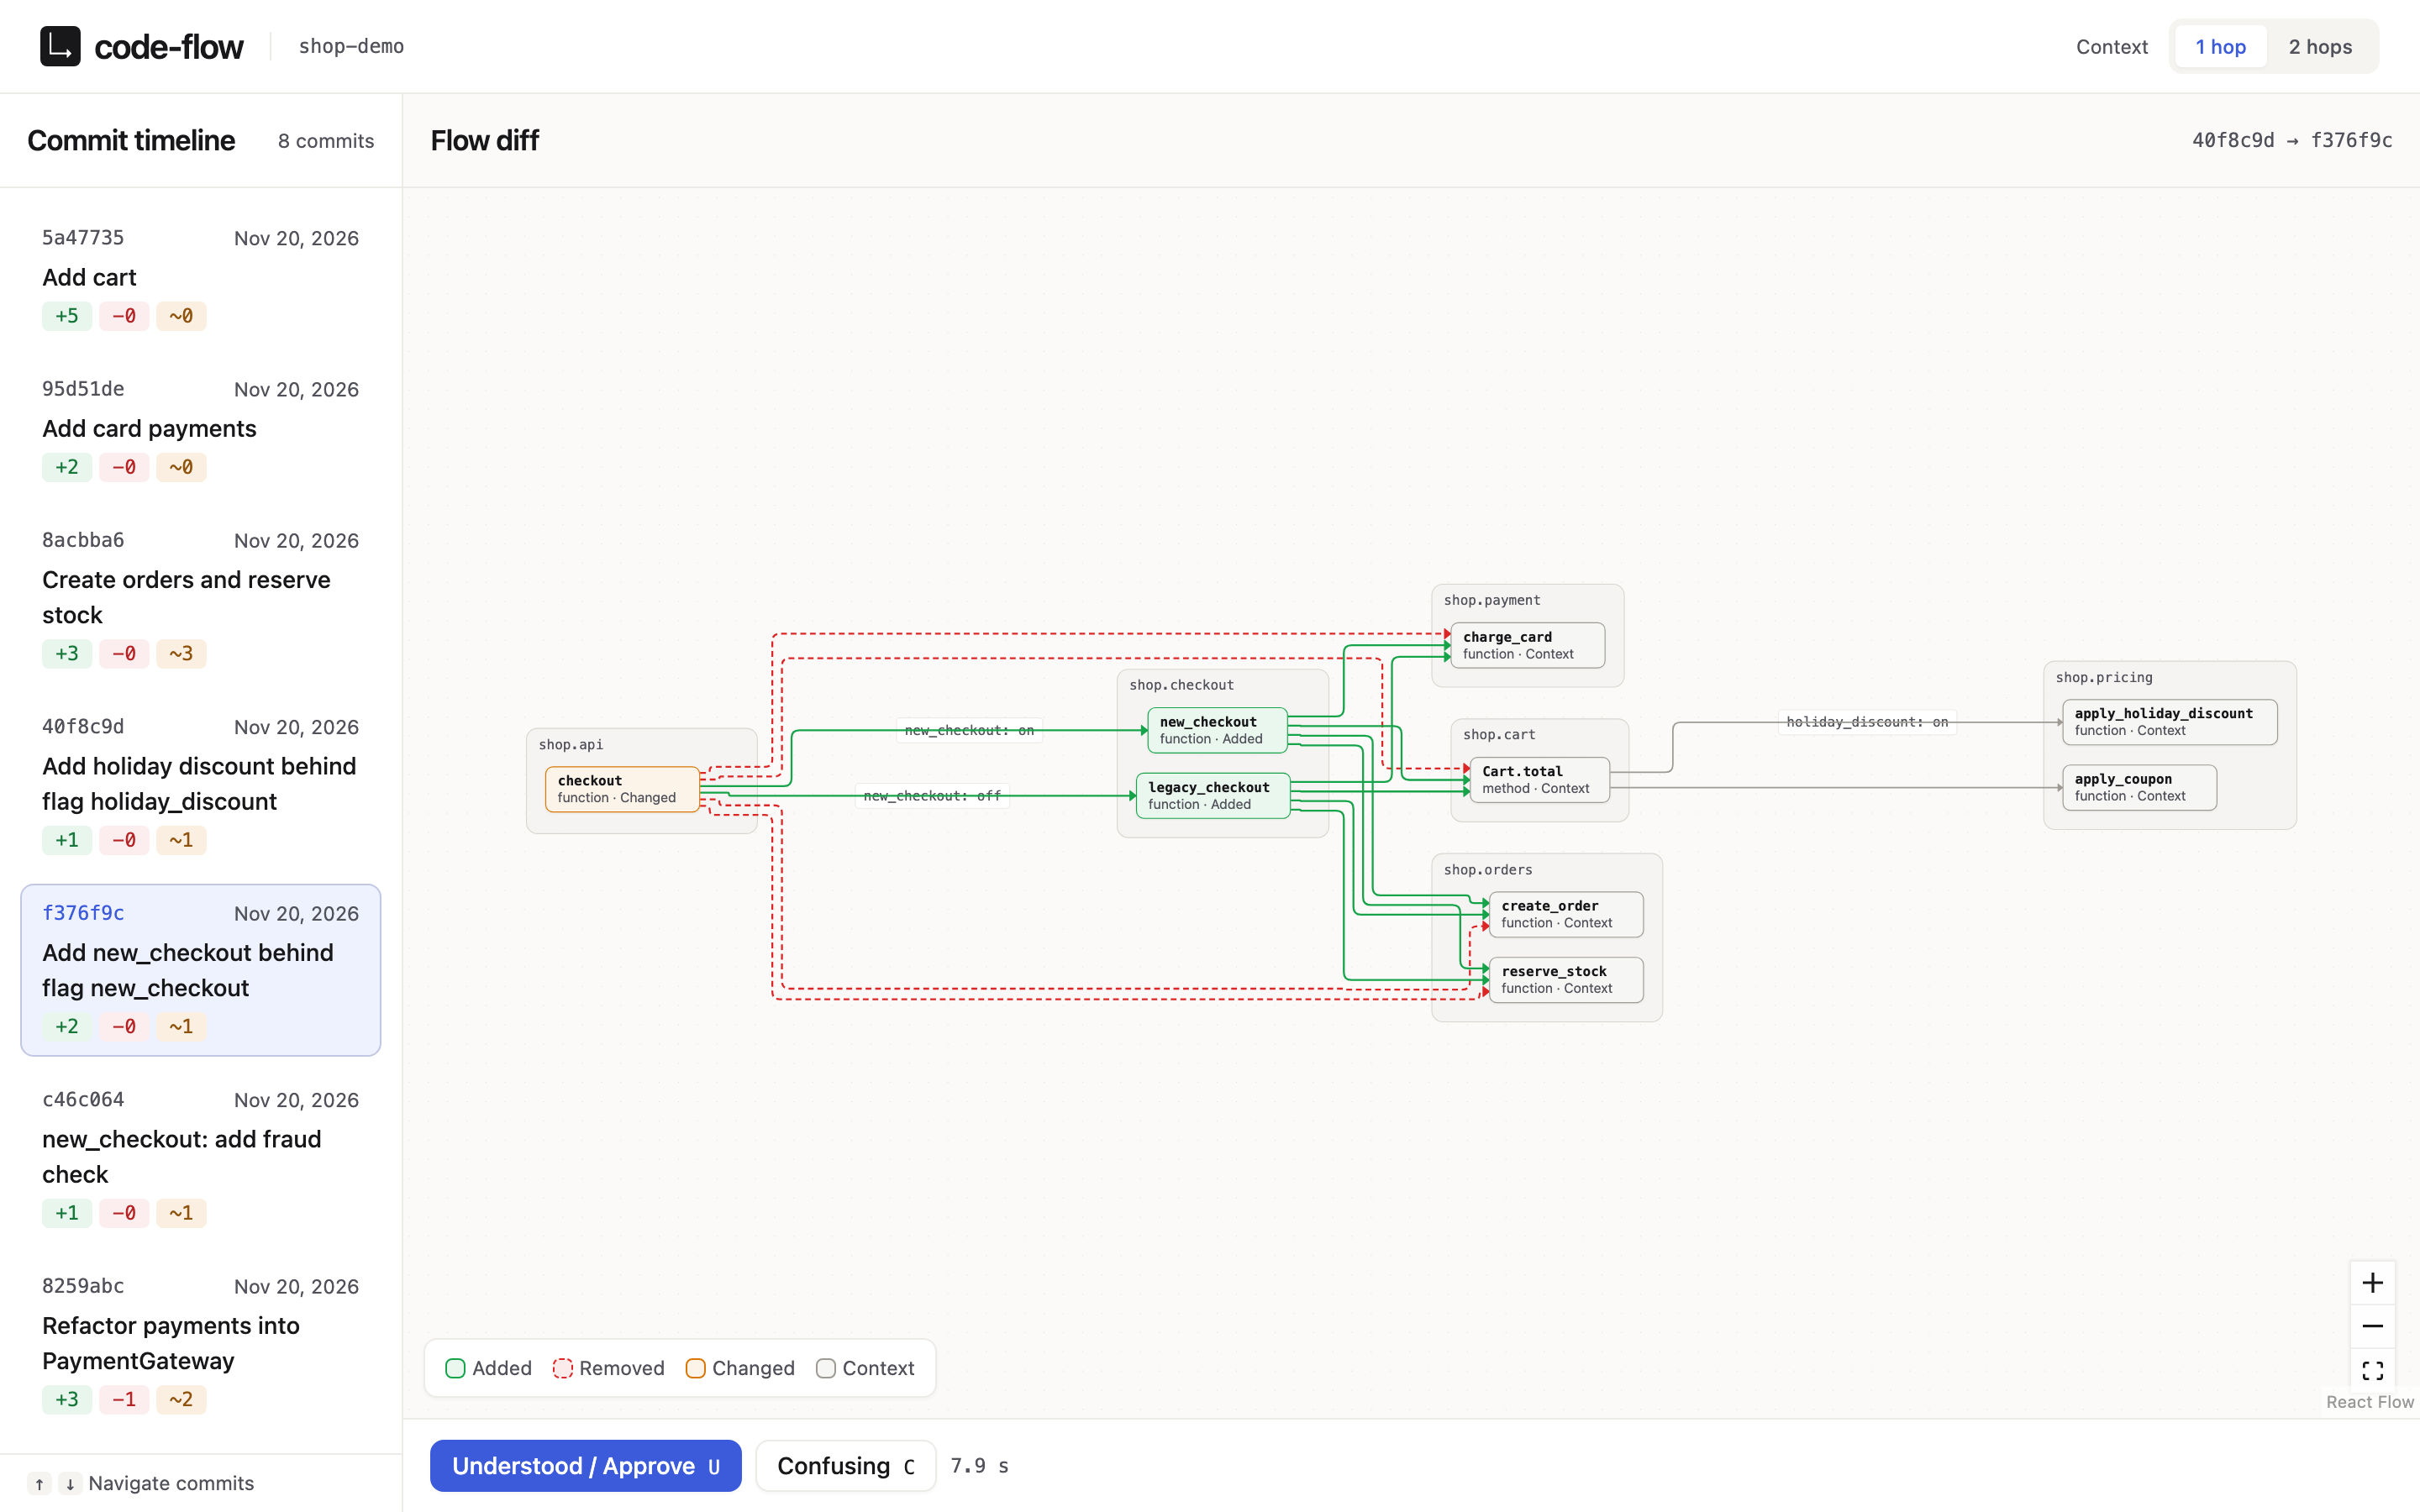 code-flow
shop-demo
Context
1 hop
2 hops
Commit timeline
8 commits
Flow diff
40f8c9d → f376f9c
5a47735
Nov 20, 2026
Add cart
+5
−0
~0
95d51de
Nov 20, 2026
Add card payments
+2
−0
~0
8acbba6
Nov 20, 2026
Create orders and reserve
stock
+3
−0
~3
40f8c9d
Nov 20, 2026
Add holiday discount behind
flag holiday_discount
+1
−0
~1
f376f9c
Nov 20, 2026
Add new_checkout behind
flag new_checkout
+2
−0
~1
c46c064
Nov 20, 2026
new_checkout: add fraud
check
+1
−0
~1
8259abc
Nov 20, 2026
Refactor payments into
PaymentGateway
+3
−1
~2
↑ ↓ Navigate commits
shop.api
checkout
function · Changed
new_checkout: on
new_checkout: off
shop.checkout
new_checkout
function · Added
legacy_checkout
function · Added
shop.payment
charge_card
function · Context
shop.cart
Cart.total
method · Context
shop.orders
create_order
function · Context
reserve_stock
function · Context
holiday_discount: on
shop.pricing
apply_holiday_discount
function · Context
apply_coupon
function · Context
Added
Removed
Changed
Context
React Flow
Understood / Approve U
Confusing C
7.9 s